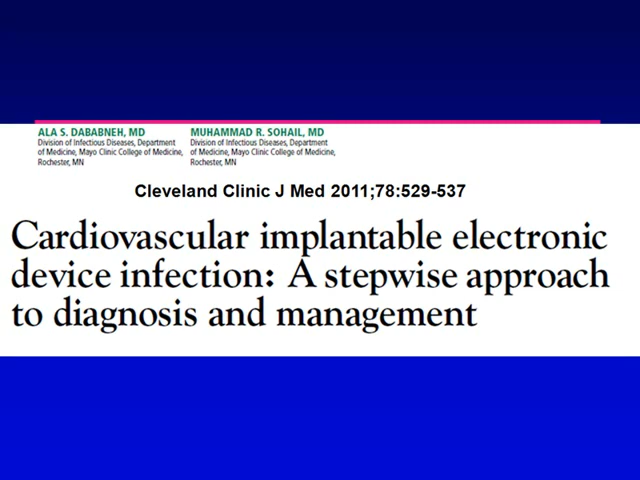 ALA S. DABABNEH, MD
Division of Infectious Diseases, Department
of Medicine, Mayo Clinic College of Medicine,
Rochester, MN
MUHAMMAD R. SOHAIL, MD
Division of Infectious Diseases, Department
of Medicine, Mayo Clinic College of Medicine,
Rochester, MN
Cleveland Clinic J Med 2011;78:529-537
Cardiovascular implantable electronic
device infection: A stepwise approach
to diagnosis and management